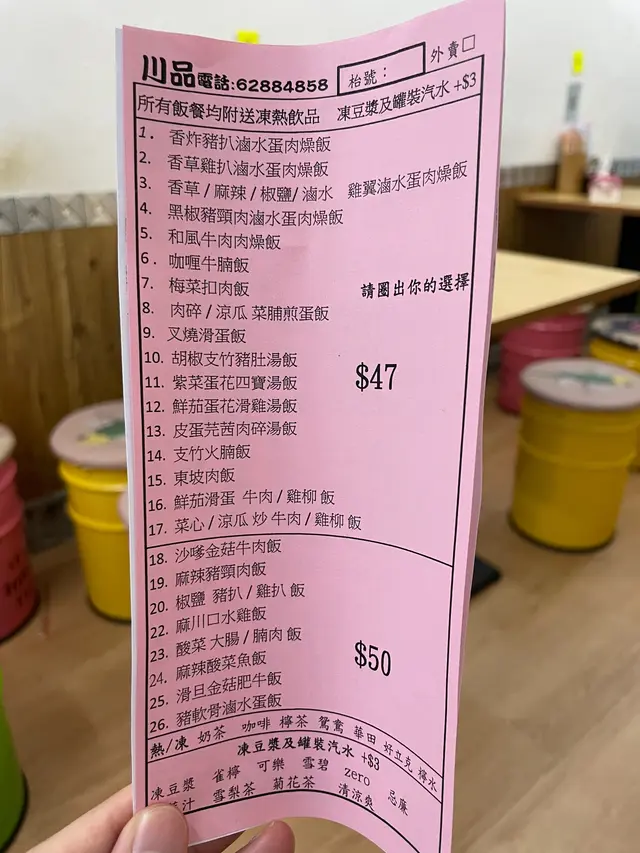 川品 電話:62884858 枱號： 外賣□
所有飯餐均附送凍熱飲品 凍豆漿及罐裝汽水 +$3
1. 香炸豬扒滷水蛋肉燥飯
2. 香草雞扒滷水蛋肉燥飯
3. 香草 / 麻辣 / 椒鹽/ 滷水 雞翼滷水蛋肉燥飯
4. 黑椒豬頸肉滷水蛋肉燥飯
5. 和風牛肉肉燥飯
6. 咖喱牛腩飯
7. 梅菜扣肉飯 請圈出你的選擇
8. 肉碎 / 涼瓜 菜脯煎蛋飯
9. 叉燒滑蛋飯
10. 胡椒支竹豬肚湯飯
11. 紫菜蛋花四寶湯飯 $47
12. 鮮茄蛋花滑雞湯飯
13. 皮蛋芫茜肉碎湯飯
14. 支竹火腩飯
15. 東坡肉飯
16. 鮮茄滑蛋 牛肉 / 雞柳 飯
17. 菜心 / 涼瓜 炒 牛肉 / 雞柳 飯
18. 沙嗲金菇牛肉飯
19. 麻辣豬頸肉飯
20. 椒鹽 豬扒 / 雞扒 飯
22. 麻川口水雞飯
23. 酸菜 大腸 / 腩肉 飯 $50
24. 麻辣酸菜魚飯
25. 滑旦金菇肥牛飯
26. 豬軟骨滷水蛋飯
熱/凍 奶茶 咖啡 檸茶 鴛鴦 華田 好立克 檸水
凍豆漿及罐裝汽水 +$3
凍豆漿 雀檸 可樂 雪碧 zero 忌廉
汁 雪梨茶 菊花茶 清涼爽